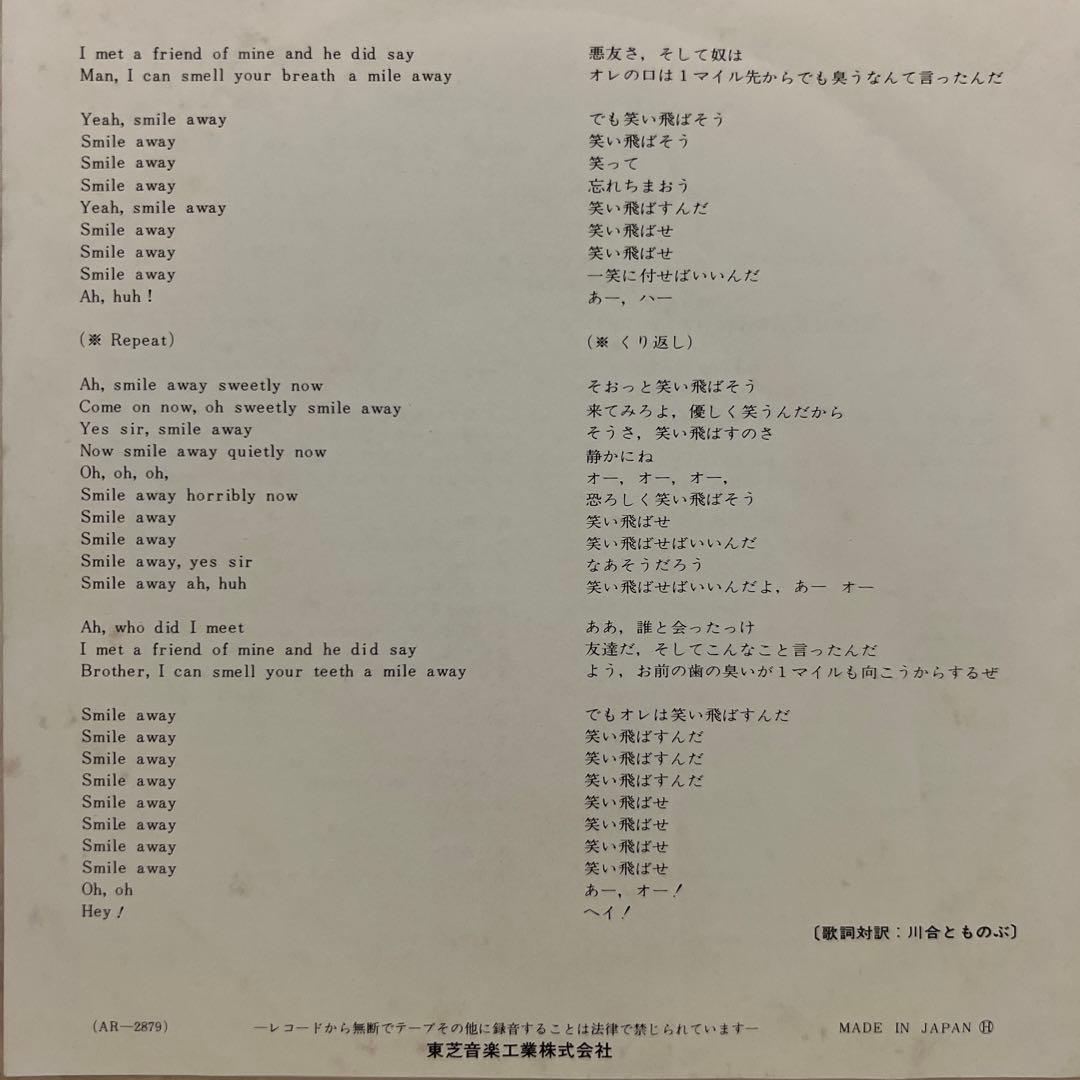 I met a friend of mine and he did say
Man, I can smell your breath a mile away
Yeah, smile away
Smile away
Smile away
Smile away
Yeah, smile away
Smile away
Smile away
Smile away
Ah, huh!
(※ Repeat)
Ah, smile away sweetly now
Come on now, oh sweetly smile away
Yes sir, smile away
Now smile away quietly now
Oh, oh, oh,
Smile away horribly now
Smile away
Smile away
Smile away, yes sir
Smile away ah, huh
Ah, who did I meet
I met a friend of mine and he did say
Brother, I can smell your teeth a mile away
Smile away
Smile away
Smile away
Smile away
Smile away
Smile away
Smile away
Smile away
Oh, oh
Hey!
悪友さ，そして奴は
オレの口は1マイル先からでも臭うなんて言ったんだ
でも笑い飛ばそう
笑い飛ばそう
笑って
忘れちまおう
笑い飛ばすんだ
笑い飛ばせ
笑い飛ばせ
一笑に付せばいいんだ
あー，ハー
(※ くり返し)
そおっと笑い飛ばそう
来てみろよ，優しく笑うんだから
そうさ，笑い飛ばすのさ
静かにね
オー，オー，オー，
恐ろしく笑い飛ばそう
笑い飛ばせ
笑い飛ばせばいいんだ
なあそうだろう
笑い飛ばせばいいんだよ，あー オー
ああ，誰と会ったっけ
友達だ，そしてこんなこと言ったんだ
よう，お前の歯の臭いが1マイルも向こうからするぜ
でもオレは笑い飛ばすんだ
笑い飛ばすんだ
笑い飛ばすんだ
笑い飛ばすんだ
笑い飛ばせ
笑い飛ばせ
笑い飛ばせ
笑い飛ばせ
あー，オー！
ヘイ！
〔歌詞対訳：川合とものぶ〕
(AR—2879)
—レコードから無断でテープその他に録音することは法律で禁じられています—
MADE IN JAPAN Ⓗ
東芝音楽工業株式会社